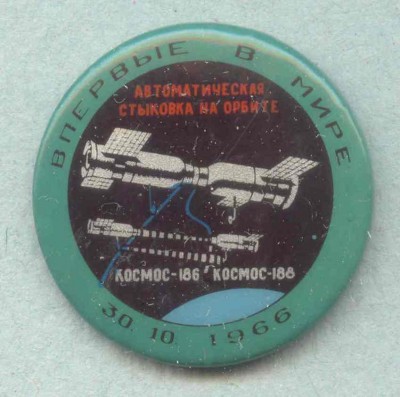 ВПЕРВЫЕ В МИРЕ
АВТОМАТИЧЕСКАЯ
СТЫКОВКА НА ОРБИТЕ
КОСМОС-186 КОСМОС-188
30 10 1966